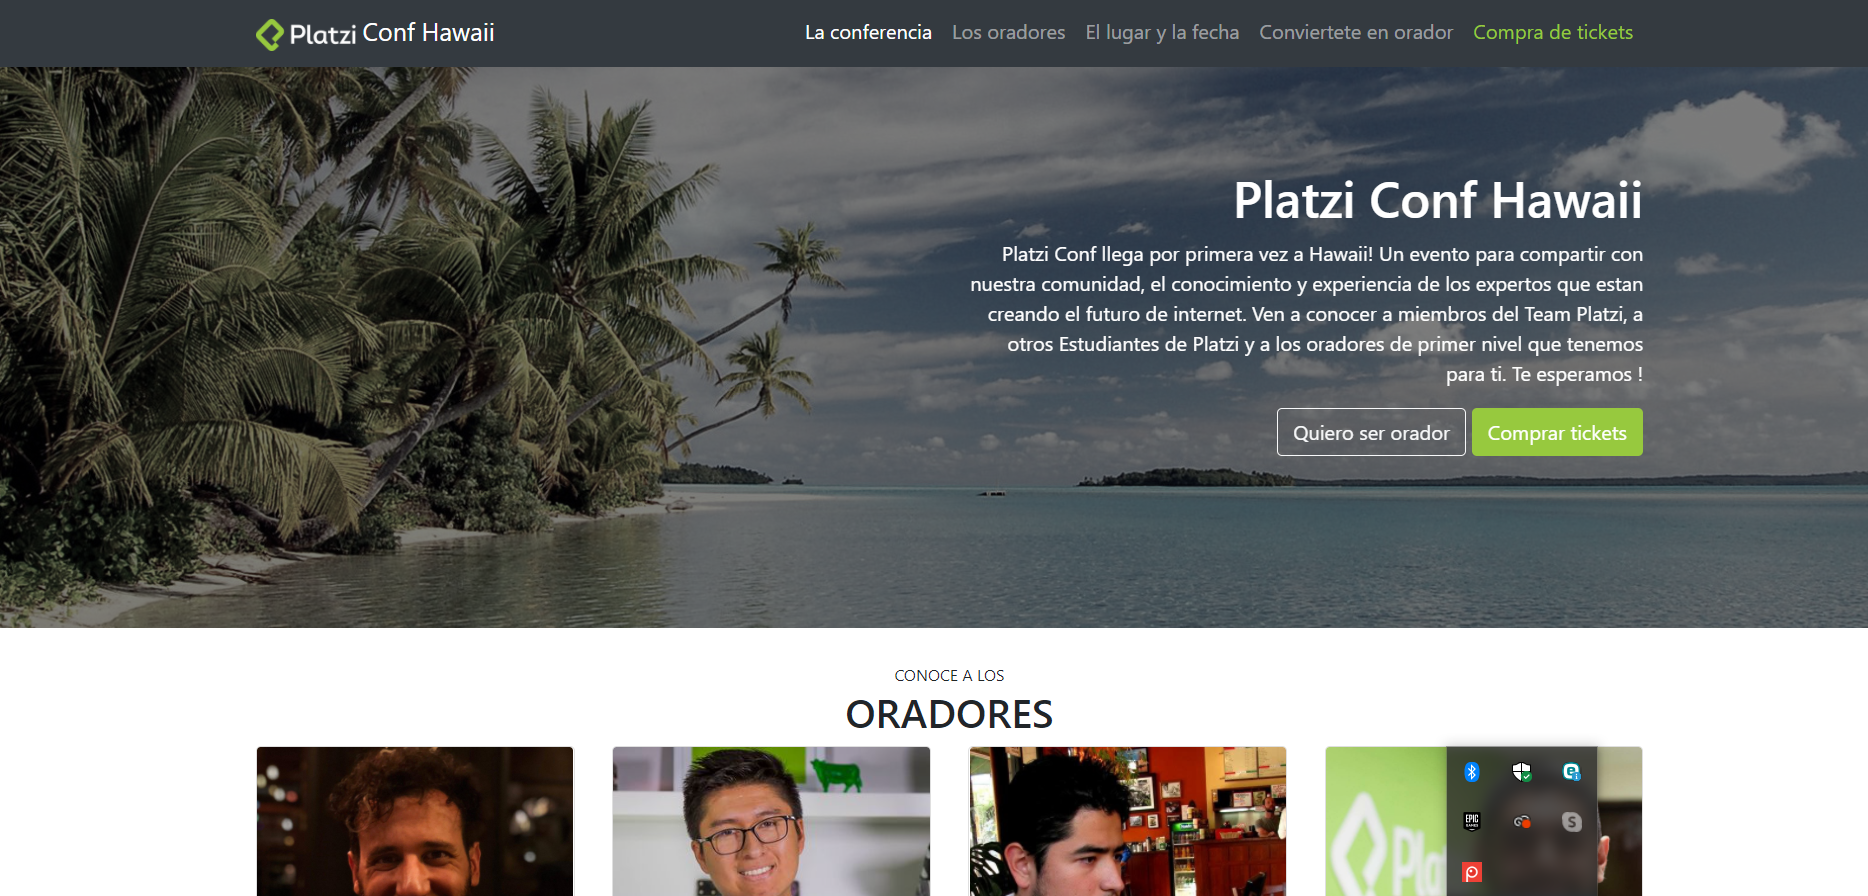 Platzi Conf Hawaii
La conferencia Los oradores El lugar y la fecha Conviertete en orador Compra de tickets
Platzi Conf Hawaii
Platzi Conf llega por primera vez a Hawaii! Un evento para compartir con
nuestra comunidad, el conocimiento y experiencia de los expertos que estan
creando el futuro de internet. Ven a conocer a miembros del Team Platzi, a
otros Estudiantes de Platzi y a los oradores de primer nivel que tenemos
para ti. Te esperamos !
Quiero ser orador Comprar tickets
CONOCE A LOS
ORADORES
Platz
EPIC
GAMES